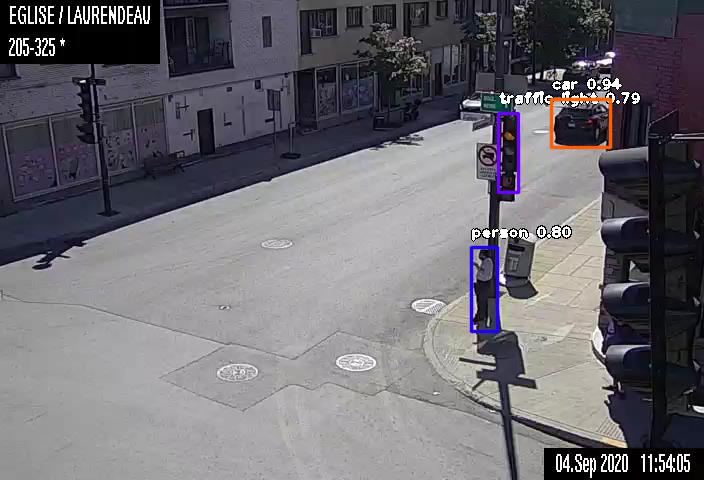 EGLISE / LAURENDEAU
205-325 *
car 0.94
traffic light 0.79
person 0.80
04.Sep 2020 11:54:05